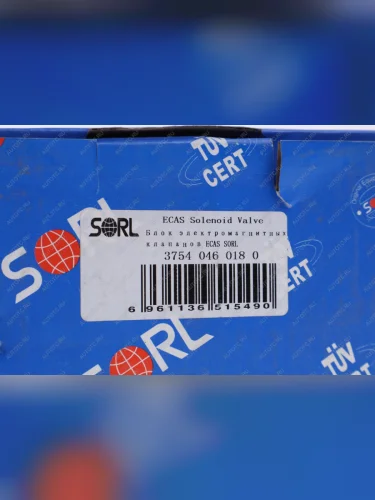 TÜV
CERT
SORL
ECAS Solenoid Valve
Блок электромагнитных
клапанов ECAS SORL
3754 046 018 0
6 961136 515490
SORL
CERT
SORL
TÜV
CERT